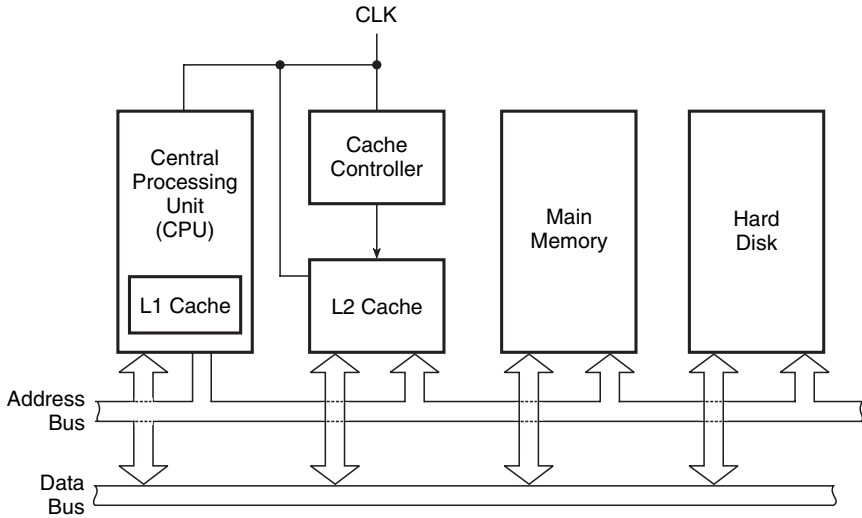 CLK
Central
Processing
Unit
(CPU)
L1 Cache
Cache
Controller
L2 Cache
Main
Memory
Hard
Disk
Address
Bus
Data
Bus